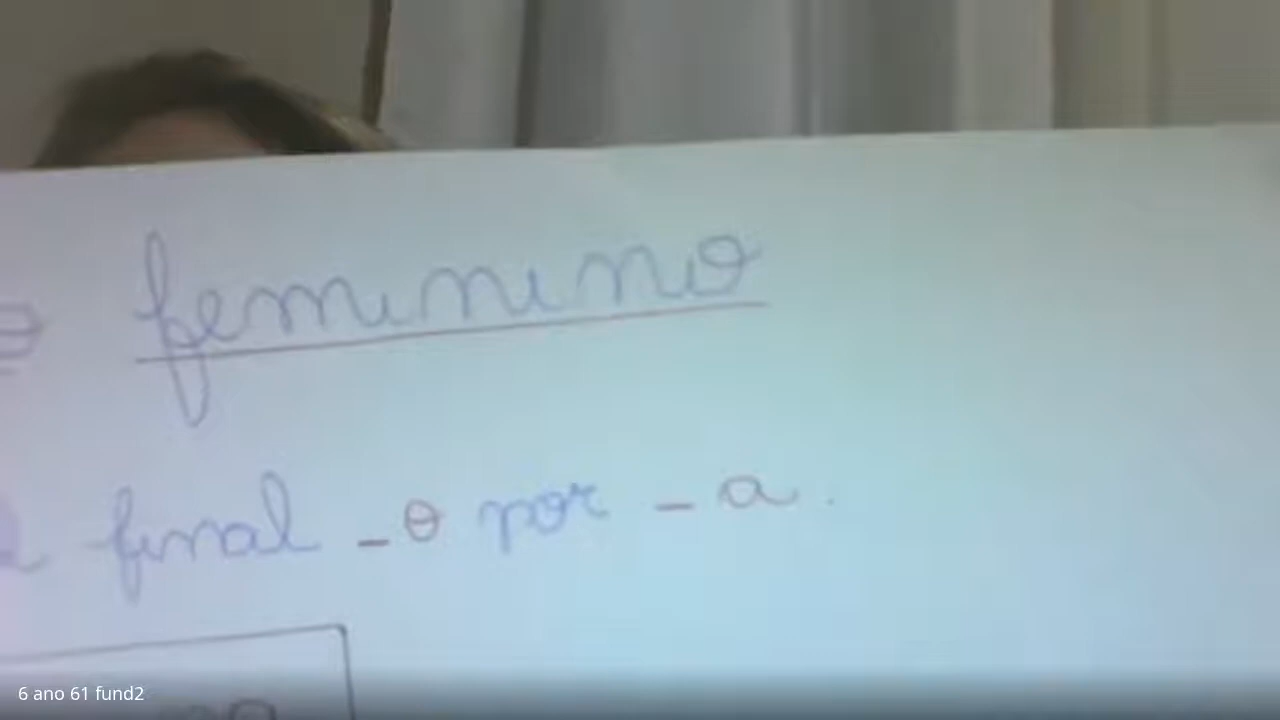 feminino
final -o por -a.
6 ano 61 fund2